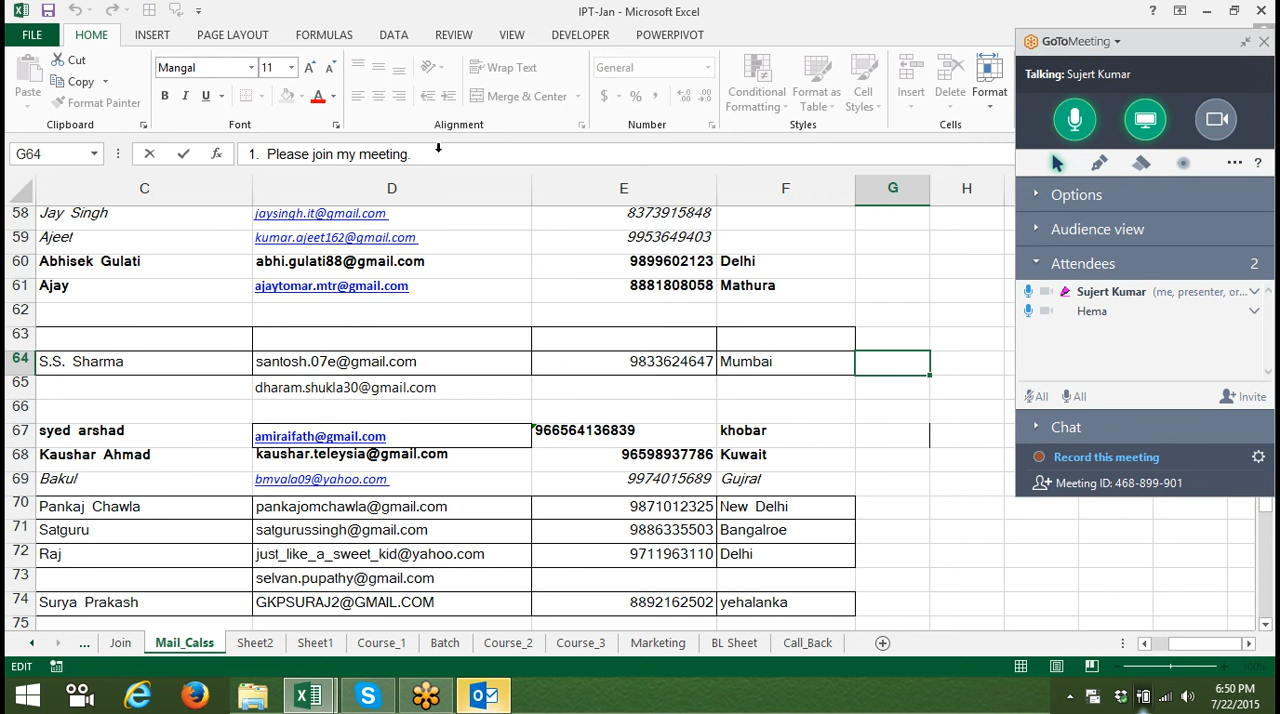 IPT-Jan - Microsoft Excel
FILE HOME INSERT PAGE LAYOUT FORMULAS DATA REVIEW VIEW DEVELOPER POWERPIVOT
Paste Cut Copy Format Painter Clipboard
Mangal 11 B I U A Font
Wrap Text Merge & Center Alignment
General $ % , Number
Conditional Formatting Format as Table Cell Styles Styles
Insert Delete Format Cells
G64 fx 1. Please join my meeting.
C D E F G H
58 Jay Singh jaysingh.it@gmail.com 8373915848
59 Ajeet kumar.ajeet162@gmail.com 9953649403
60 Abhisek Gulati abhi.gulati88@gmail.com 9899602123 Delhi
61 Ajay ajaytomar.mtr@gmail.com 8881808058 Mathura
62
63
64 S.S. Sharma santosh.07e@gmail.com 9833624647 Mumbai
65 dharam.shukla30@gmail.com
66
67 syed arshad amiraifath@gmail.com 966564136839 khobar
68 Kaushar Ahmad kaushar.teleysia@gmail.com 96598937786 Kuwait
69 Bakul bmvala09@yahoo.com 9974015689 Gujrat
70 Pankaj Chawla pankajomchawla@gmail.com 9871012325 New Delhi
71 Satguru satgurussingh@gmail.com 9886335503 Bangalroe
72 Raj just_like_a_sweet_kid@yahoo.com 9711963110 Delhi
73 selvan.pupathy@gmail.com
74 Surya Prakash GKPSURAJ2@GMAIL.COM 8892162502 yehalanka
75
... Join Mail_Calss Sheet2 Sheet1 Course_1 Batch Course_2 Course_3 Marketing BL Sheet Call_Back
EDIT 100%
6:50 PM
7/22/2015
GoToMeeting
Talking: Sujert Kumar
... ?
Options
Audience view
Attendees 2
Sujert Kumar (me, presenter, or...
Hema
All All Invite
Chat
Record this meeting
Meeting ID: 468-899-901